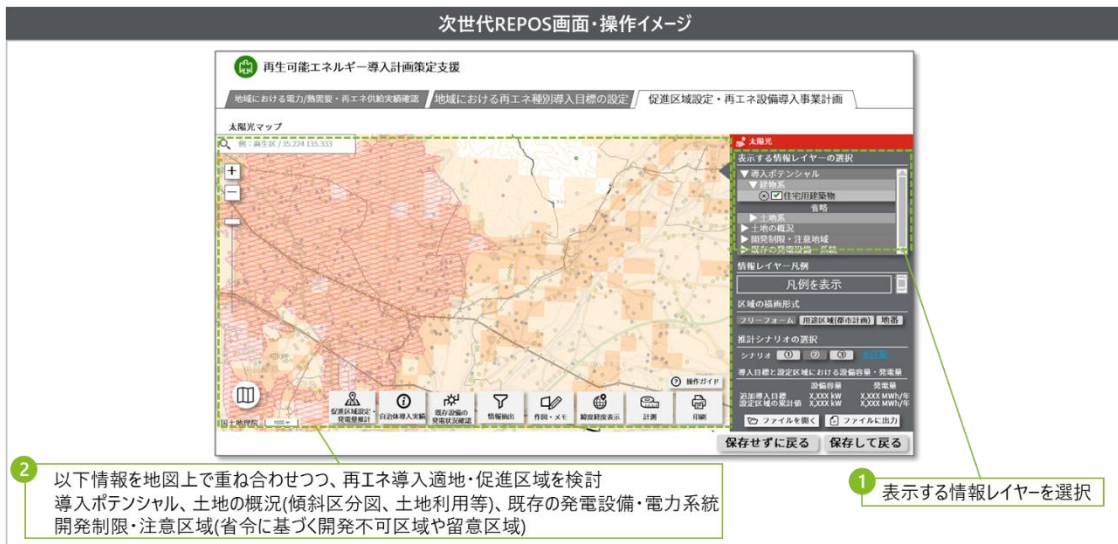 次世代REPOS画面・操作イメージ
再生可能エネルギー導入計画策定支援
地域における電力/熱需要・再エネ供給実績確認
地域における再エネ種別導入目標の設定
促進区域設定・再エネ設備導入事業計画
太陽光マップ
例：麻生区 / 35.224 135.333
+
−
太陽光
表示する情報レイヤーの選択
▼導入ポテンシャル
▼建物系
住宅用建築物
省略
▶土地系
▶土地の概況
▶開発制限・注意地域
▶既存の発電設備・系統
情報レイヤー凡例
凡例を表示
区域の描画形式
フリーフォーム 用途区域(都市計画) 地番
推計シナリオの選択
シナリオ ① ② ③
導入目標と設定区域における設備容量・発電量
設備容量 発電量
追加導入目標 X,XXX kW X,XXX MWh/年
設定区域の累計値 X,XXX kW X,XXX MWh/年
ファイルを開く ファイルに出力
操作ガイド
促進区域設定・発電量推計
自治体導入実績
既存設備の発電状況確認
情報抽出
作図・メモ
緯度経度表示
計測
印刷
国土地理院
1000 m
保存せずに戻る 保存して戻る
2
以下情報を地図上で重ね合わせつつ、再エネ導入適地・促進区域を検討
導入ポテンシャル、土地の概況(傾斜区分図、土地利用等)、既存の発電設備・電力系統
開発制限・注意区域(省令に基づく開発不可区域や留意区域)
1
表示する情報レイヤーを選択